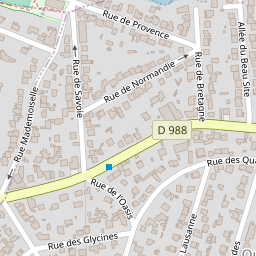 Rue de Provence
Allée du Beau Site
Rue de Savoie
Rue de Normandie
Rue de Bretagne
Rue Mademoiselle
D 988
Rue des Qua
Rue de l'Oasis
Rue des Glycines
Lausanne